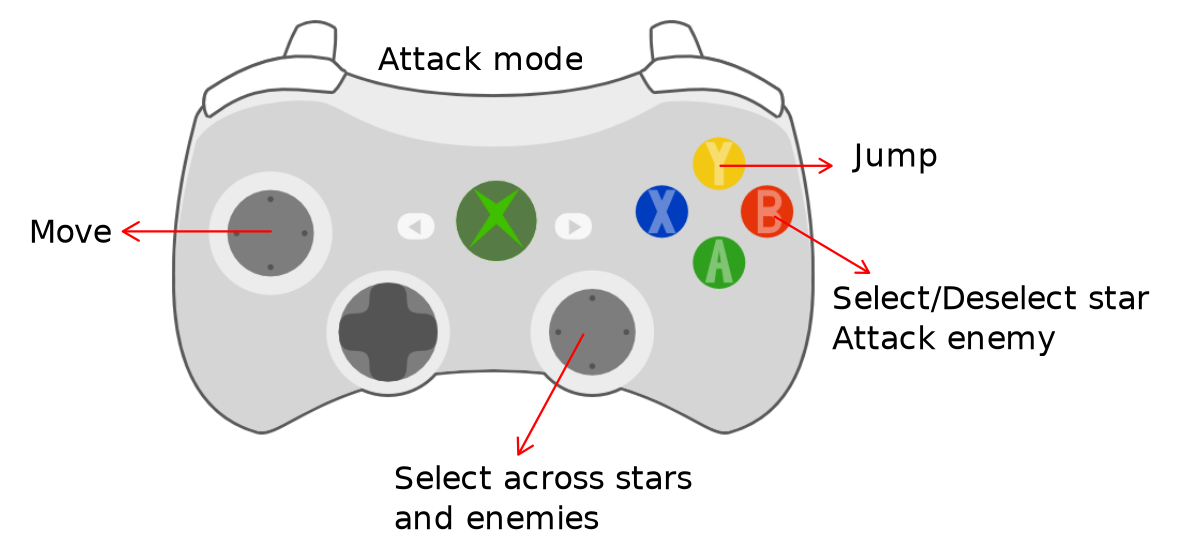 Attack mode
Y
Jump
X
B
Move
A
Select/Deselect star
Attack enemy
Select across stars
and enemies